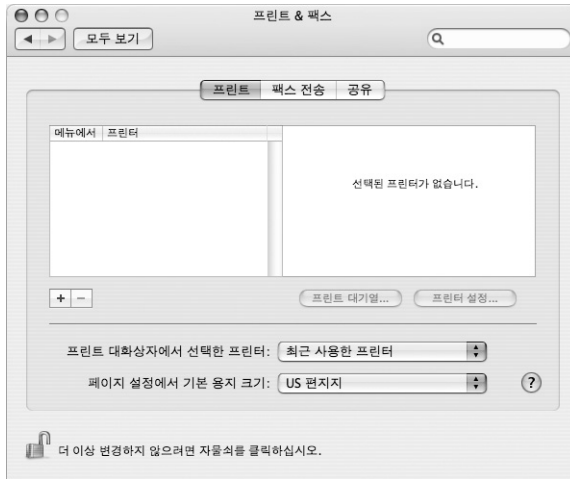 프린트 & 팩스
모두 보기
프린트 팩스 전송 공유
메뉴에서 프린터
선택된 프린터가 없습니다.
+ −
프린트 대기열... 프린터 설정...
프린트 대화상자에서 선택한 프린터: 최근 사용한 프린터
페이지 설정에서 기본 용지 크기: US 편지지
?
더 이상 변경하지 않으려면 자물쇠를 클릭하십시오.